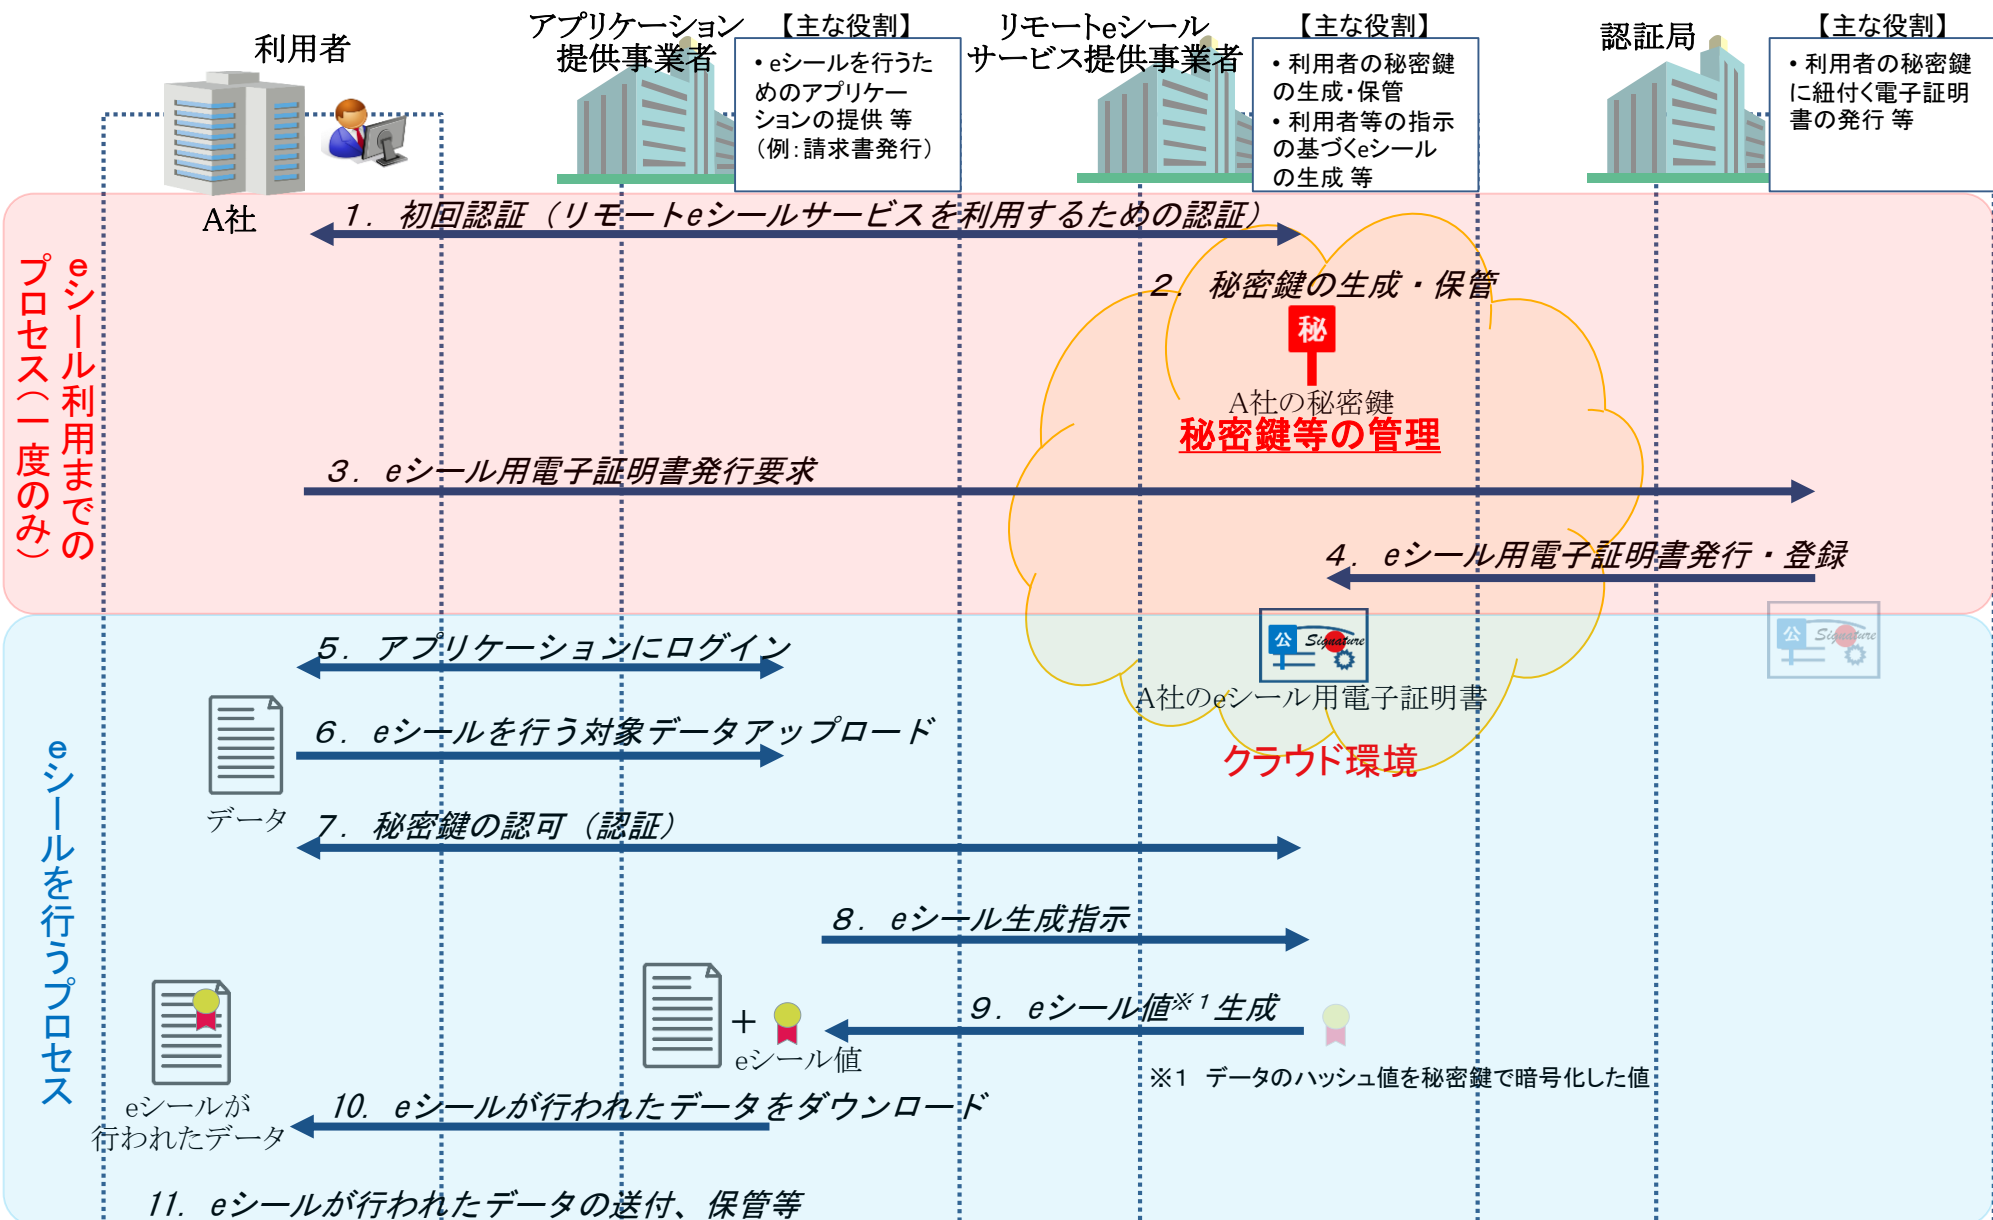 利用者
アプリケーション
提供事業者
【主な役割】
• eシールを行うた
めのアプリケー
ションの提供 等
（例：請求書発行）
リモートeシール
サービス提供事業者
【主な役割】
• 利用者の秘密鍵
の生成・保管
• 利用者等の指示
の基づくeシール
の生成 等
認証局
【主な役割】
• 利用者の秘密鍵
に紐付く電子証明
書の発行 等
A社
eシール利用までの
プロセス（一度のみ）
1. 初回認証（リモートeシールサービスを利用するための認証）
2. 秘密鍵の生成・保管
秘
A社の秘密鍵
秘密鍵等の管理
3. eシール用電子証明書発行要求
4. eシール用電子証明書発行・登録
公 Signature
公 Signature
A社のeシール用電子証明書
クラウド環境
eシールを行うプロセス
5. アプリケーションにログイン
6. eシールを行う対象データアップロード
データ
7. 秘密鍵の認可（認証）
8. eシール生成指示
9. eシール値※1生成
＋
eシール値
※1 データのハッシュ値を秘密鍵で暗号化した値
10. eシールが行われたデータをダウンロード
eシールが
行われたデータ
11. eシールが行われたデータの送付、保管等